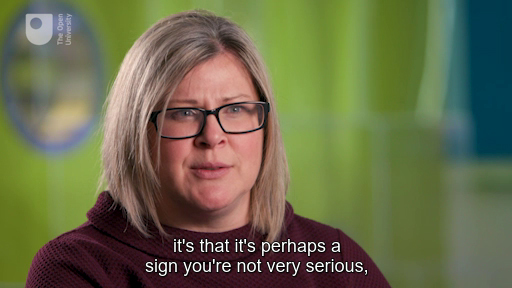 The Open
University
it's that it's perhaps a
sign you're not very serious,